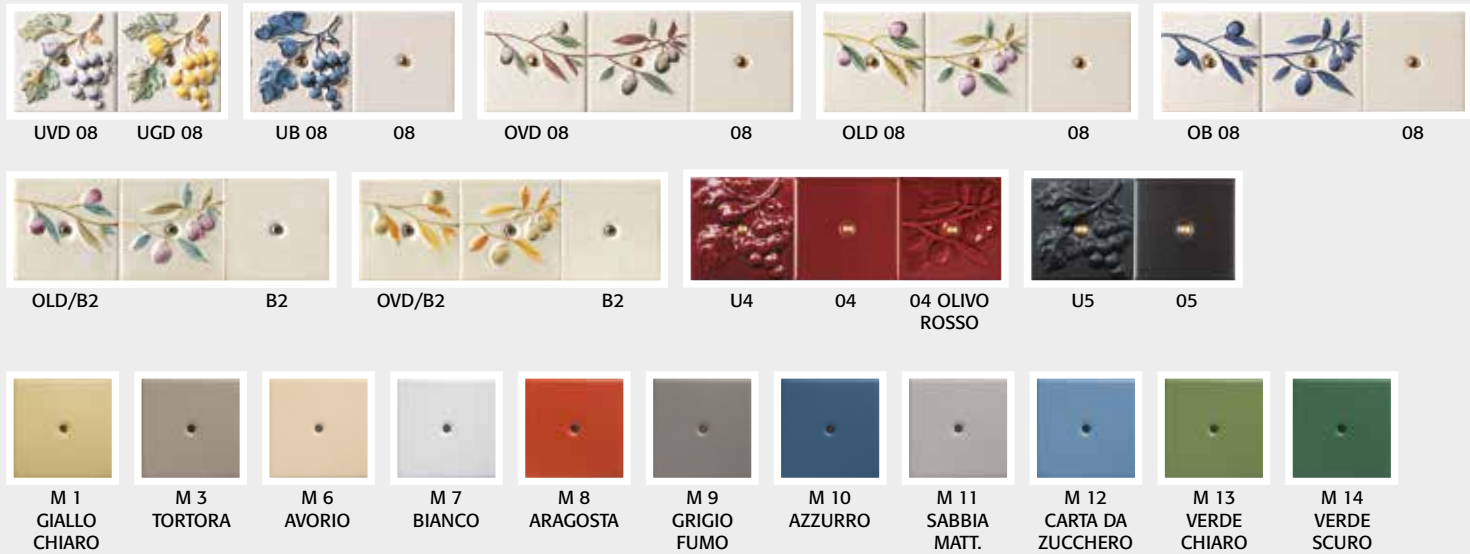 UVD 08 UGD 08 UB 08 08 OVD 08 08 OLD 08 08 OB 08 08
OLD/B2 B2 OVD/B2 B2 U4 04 04 OLIVO
ROSSO
U5 05
M 1
GIALLO
CHIARO
M 3
TORTORA
M 6
AVORIO
M 7
BIANCO
M 8
ARAGOSTA
M 9
GRIGIO
FUMO
M 10
AZZURRO
M 11
SABBIA
MATT.
M 12
CARTA DA
ZUCCHERO
M 13
VERDE
CHIARO
M 14
VERDE
SCURO